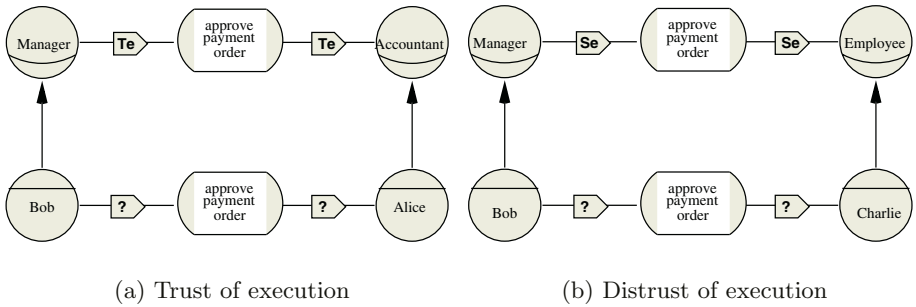 Manager
Te
approve
payment
order
Te
Accountant
Bob
?
approve
payment
order
?
Alice
(a) Trust of execution
Manager
Se
approve
payment
order
Se
Employee
Bob
?
approve
payment
order
?
Charlie
(b) Distrust of execution